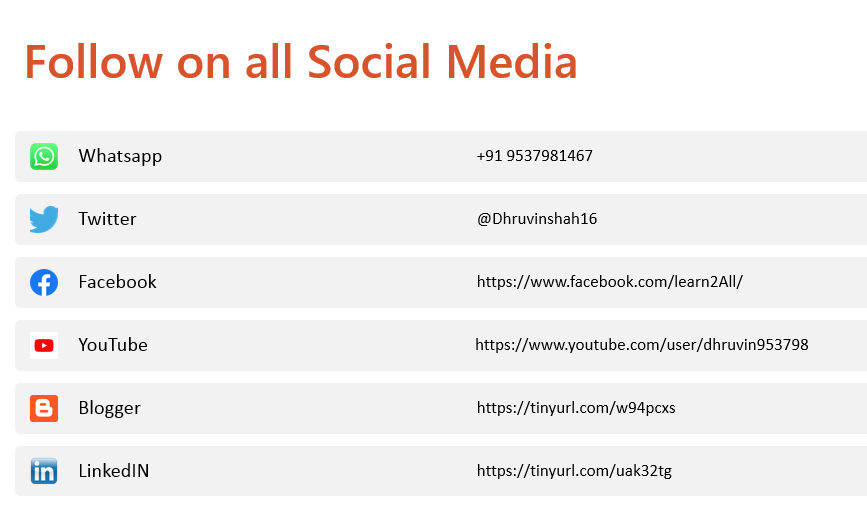 Follow on all Social Media
Whatsapp +91 9537981467
Twitter @Dhruvinshah16
Facebook https://www.facebook.com/learn2All/
YouTube https://www.youtube.com/user/dhruvin953798
Blogger https://tinyurl.com/w94pcxs
LinkedIN https://tinyurl.com/uak32tg